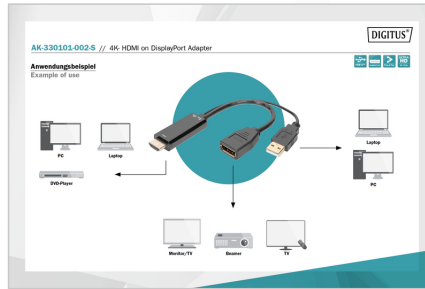 DIGITUS®
AK-330101-002-S // 4K- HDMI on DisplayPort Adapter
Anwendungsbeispiel
Example of use
PC
Laptop
DVD-Player
Laptop
PC
Monitor/TV
Beamer
TV